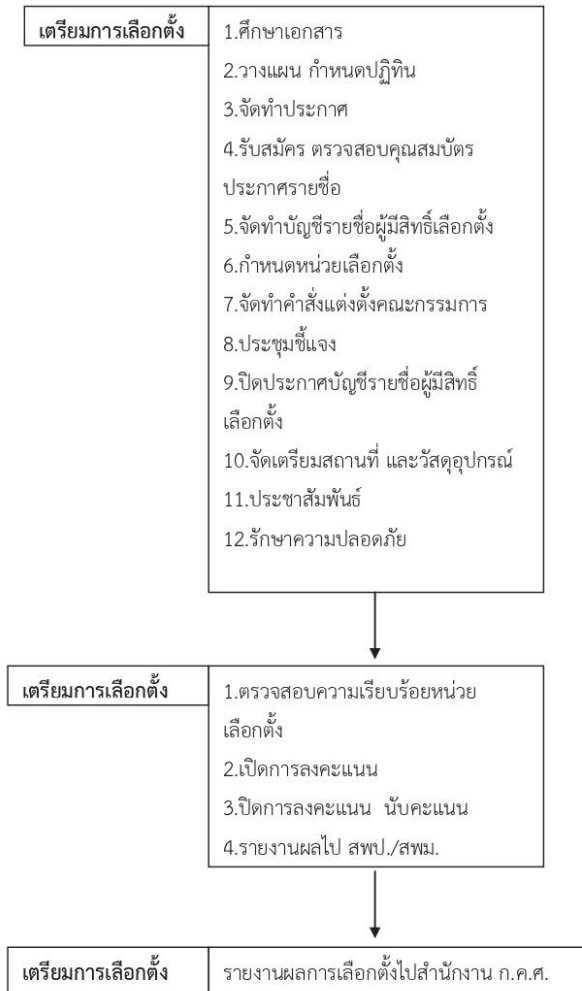 เตรียมการเลือกตั้ง
1.ศึกษาเอกสาร
2.วางแผน กำหนดปฏิทิน
3.จัดทำประกาศ
4.รับสมัคร ตรวจสอบคุณสมบัตร
ประกาศรายชื่อ
5.จัดทำบัญชีรายชื่อผู้มีสิทธิ์เลือกตั้ง
6.กำหนดหน่วยเลือกตั้ง
7.จัดทำคำสั่งแต่งตั้งคณะกรรมการ
8.ประชุมชี้แจง
9.ปิดประกาศบัญชีรายชื่อผู้มีสิทธิ์
เลือกตั้ง
10.จัดเตรียมสถานที่ และวัสดุอุปกรณ์
11.ประชาสัมพันธ์
12.รักษาความปลอดภัย
เตรียมการเลือกตั้ง
1.ตรวจสอบความเรียบร้อยหน่วย
เลือกตั้ง
2.เปิดการลงคะแนน
3.ปิดการลงคะแนน นับคะแนน
4.รายงานผลไป สพป./สพม.
เตรียมการเลือกตั้ง
รายงานผลการเลือกตั้งไปสำนักงาน ก.ค.ศ.